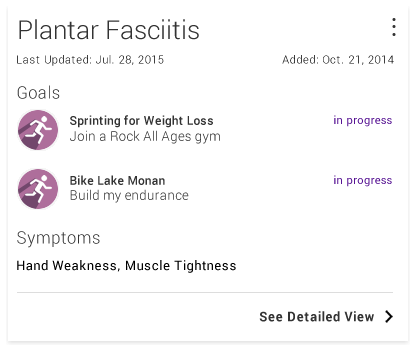 Plantar Fasciitis
Last Updated: Jul. 28, 2015 Added: Oct. 21, 2014
Goals
Sprinting for Weight Loss in progress
Join a Rock All Ages gym
Bike Lake Monan in progress
Build my endurance
Symptoms
Hand Weakness, Muscle Tightness
See Detailed View